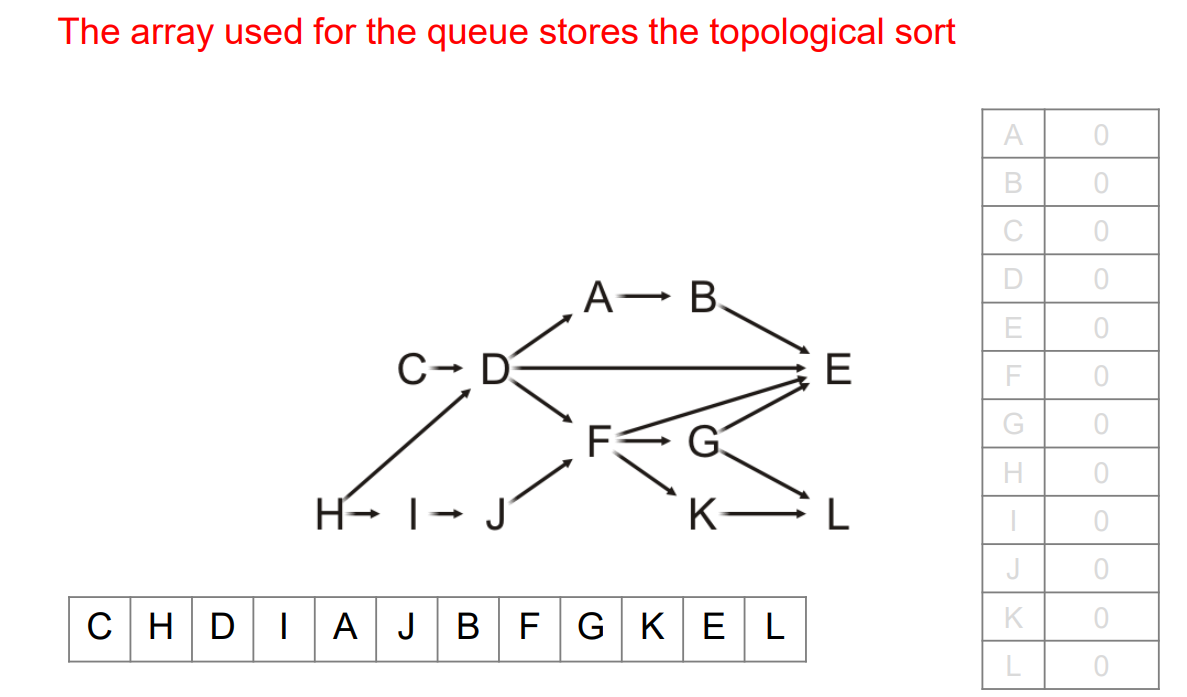 The array used for the queue stores the topological sort
A 0
B 0
C 0
D 0
E 0
F 0
G 0
H 0
I 0
J 0
K 0
L 0
A B
C D E
F G
H I J K L
C H D I A J B F G K E L